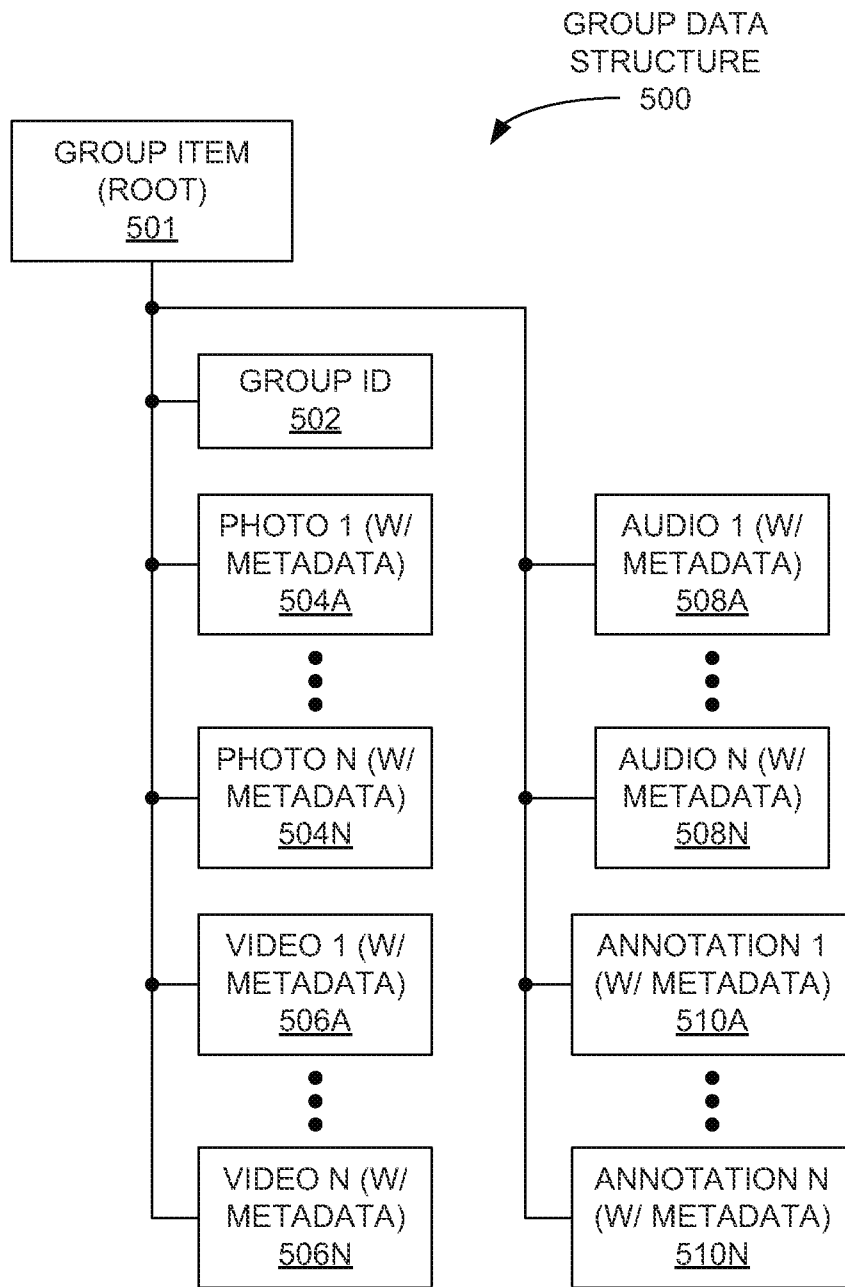 GROUP DATA
STRUCTURE
500
GROUP ITEM
(ROOT)
501
GROUP ID
502
PHOTO 1 (W/
METADATA)
504A
PHOTO N (W/
METADATA)
504N
VIDEO 1 (W/
METADATA)
506A
VIDEO N (W/
METADATA)
506N
AUDIO 1 (W/
METADATA)
508A
AUDIO N (W/
METADATA)
508N
ANNOTATION 1
(W/ METADATA)
510A
ANNOTATION N
(W/ METADATA)
510N